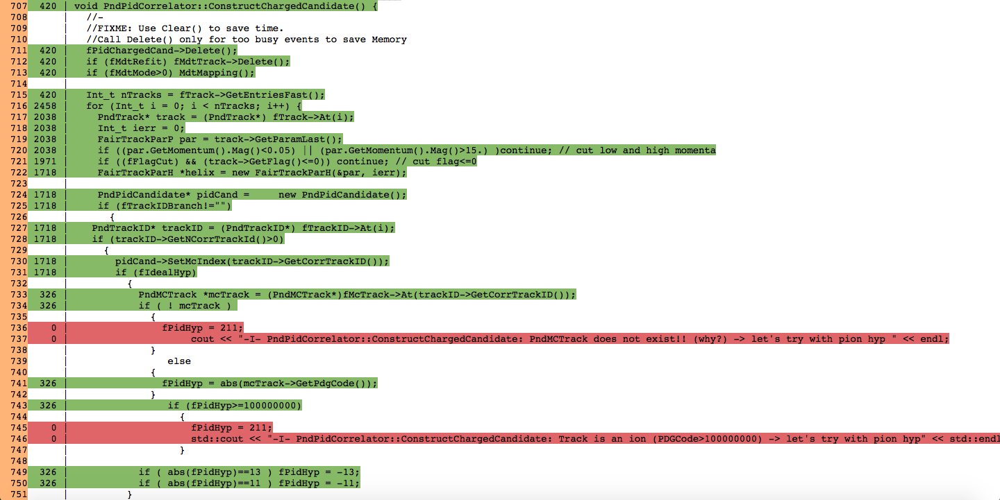 707 420 | void PndPidCorrelator::ConstructChargedCandidate() {
708 | //-
709 | //FIXME: Use Clear() to save time.
710 | //Call Delete() only for too busy events to save Memory
711 420 | fPidChargedCand->Delete();
712 420 | if (fMdtRefit) fMdtTrack->Delete();
713 420 | if (fMdtMode>0) MdtMapping();
714 |
715 420 | Int_t nTracks = fTrack->GetEntriesFast();
716 2458 | for (Int_t i = 0; i < nTracks; i++) {
717 2038 | PndTrack* track = (PndTrack*) fTrack->At(i);
718 2038 | Int_t ierr = 0;
719 2038 | FairTrackParP par = track->GetParamLast();
720 2038 | if ((par.GetMomentum().Mag()<0.05) || (par.GetMomentum().Mag()>15.) )continue; // cut low and high momenta
721 1971 | if ((fFlagCut) && (track->GetFlag()<=0)) continue; // cut flag<=0
722 1718 | FairTrackParH *helix = new FairTrackParH(&par, ierr);
723 |
724 1718 | PndPidCandidate* pidCand = new PndPidCandidate();
725 1718 | if (fTrackIDBranch!="")
726 | {
727 1718 | PndTrackID* trackID = (PndTrackID*) fTrackID->At(i);
728 1718 | if (trackID->GetNCorrTrackId()>0)
729 | {
730 1718 | pidCand->SetMcIndex(trackID->GetCorrTrackID());
731 1718 | if (fIdealHyp)
732 | {
733 326 | PndMCTrack *mcTrack = (PndMCTrack*)fMcTrack->At(trackID->GetCorrTrackID());
734 326 | if ( ! mcTrack )
735 | {
736 0 | fPidHyp = 211;
737 0 | cout << "-I- PndPidCorrelator::ConstructChargedCandidate: PndMCTrack does not exist!! (why?) -> let's try with pion hyp " << endl;
738 | }
739 | else
740 | {
741 326 | fPidHyp = abs(mcTrack->GetPdgCode());
742 | }
743 326 | if (fPidHyp>=100000000)
744 | {
745 0 | fPidHyp = 211;
746 0 | std::cout << "-I- PndPidCorrelator::ConstructChargedCandidate: Track is an ion (PDGCode>100000000) -> let's try with pion hyp" << std::endl
747 | }
748 |
749 326 | if ( abs(fPidHyp)==13 ) fPidHyp = -13;
750 326 | if ( abs(fPidHyp)==11 ) fPidHyp = -11;
751 | }